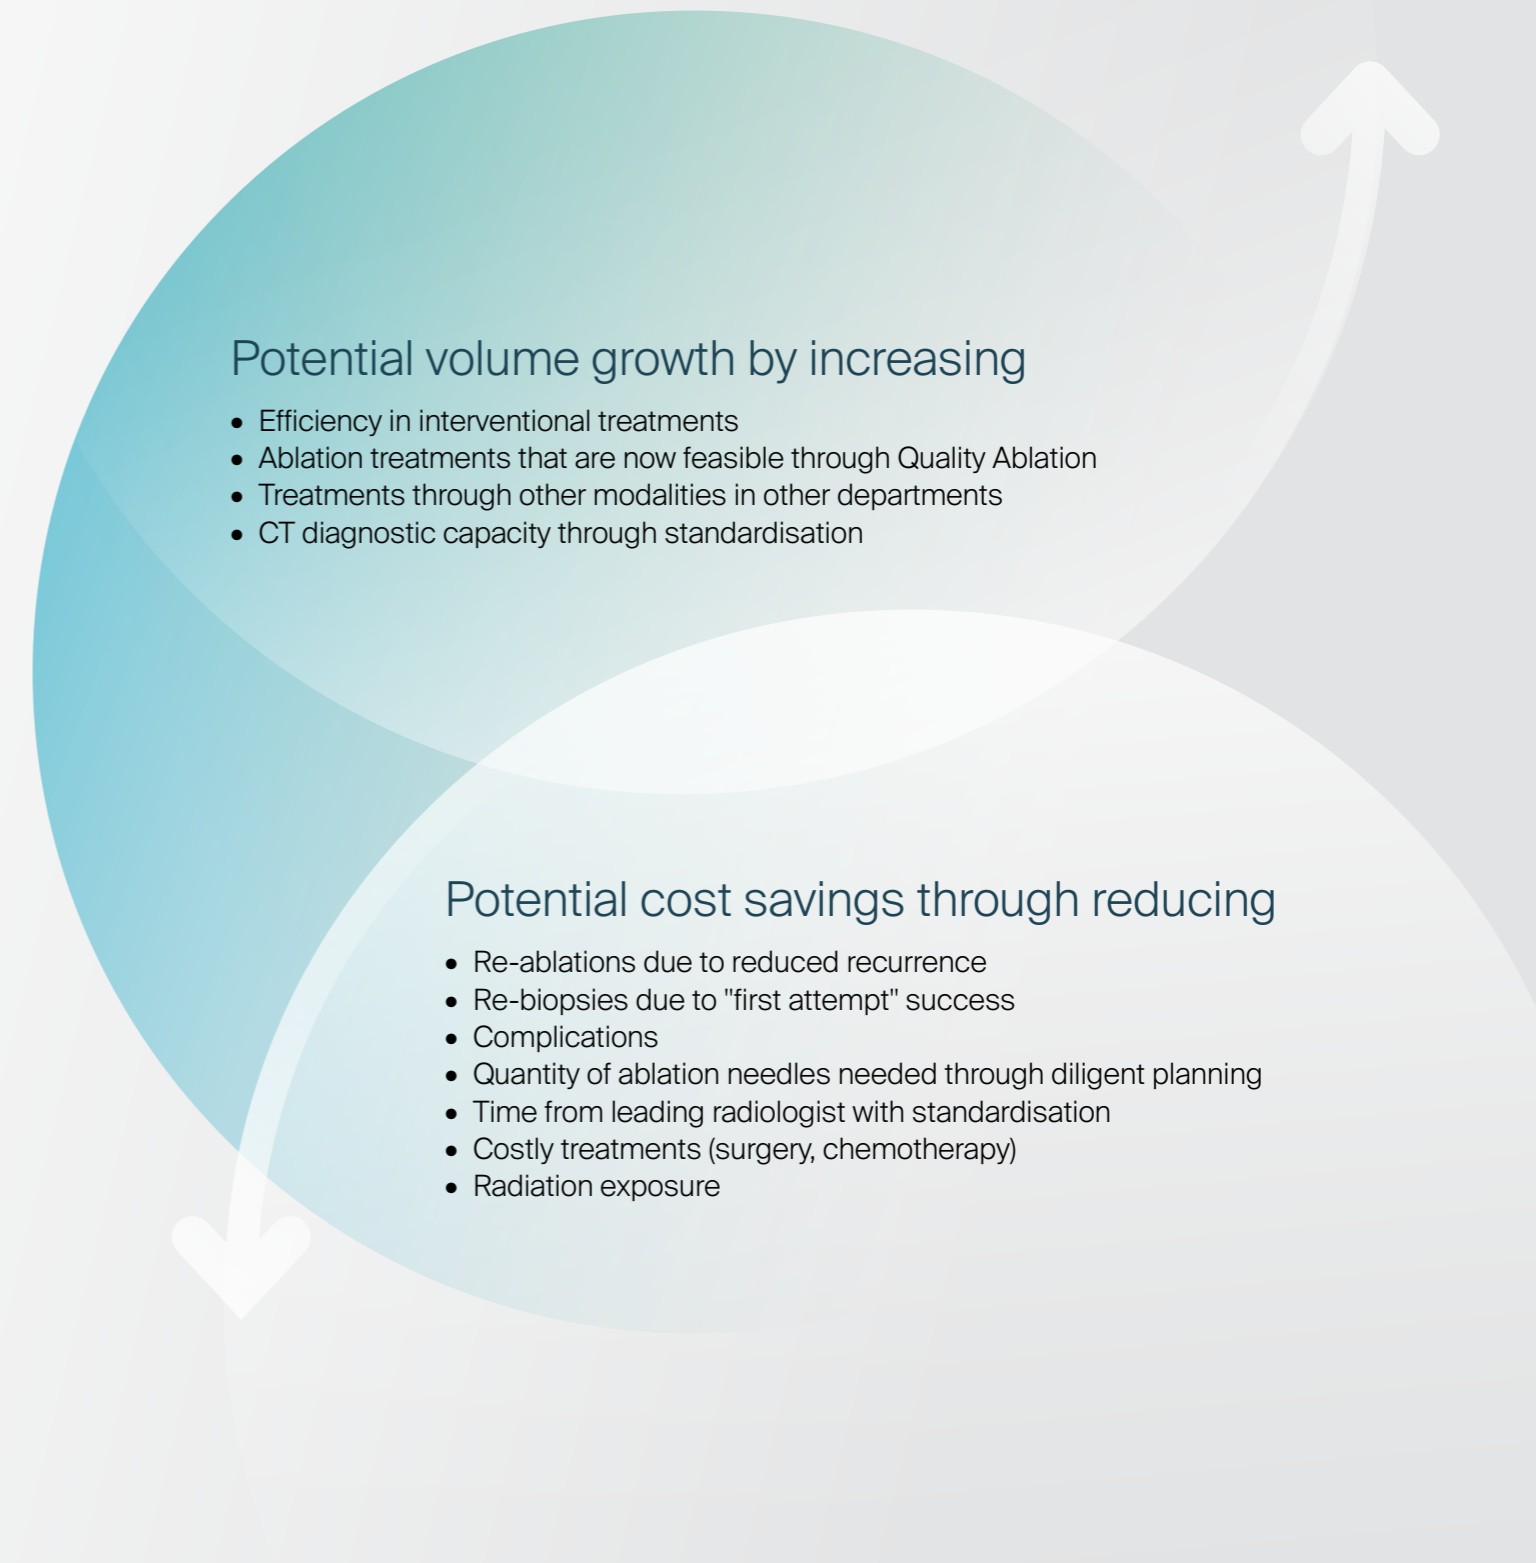 Potential volume growth by increasing
• Efficiency in interventional treatments
• Ablation treatments that are now feasible through Quality Ablation
• Treatments through other modalities in other departments
• CT diagnostic capacity through standardisation
Potential cost savings through reducing
• Re-ablations due to reduced recurrence
• Re-biopsies due to "first attempt" success
• Complications
• Quantity of ablation needles needed through diligent planning
• Time from leading radiologist with standardisation
• Costly treatments (surgery, chemotherapy)
• Radiation exposure